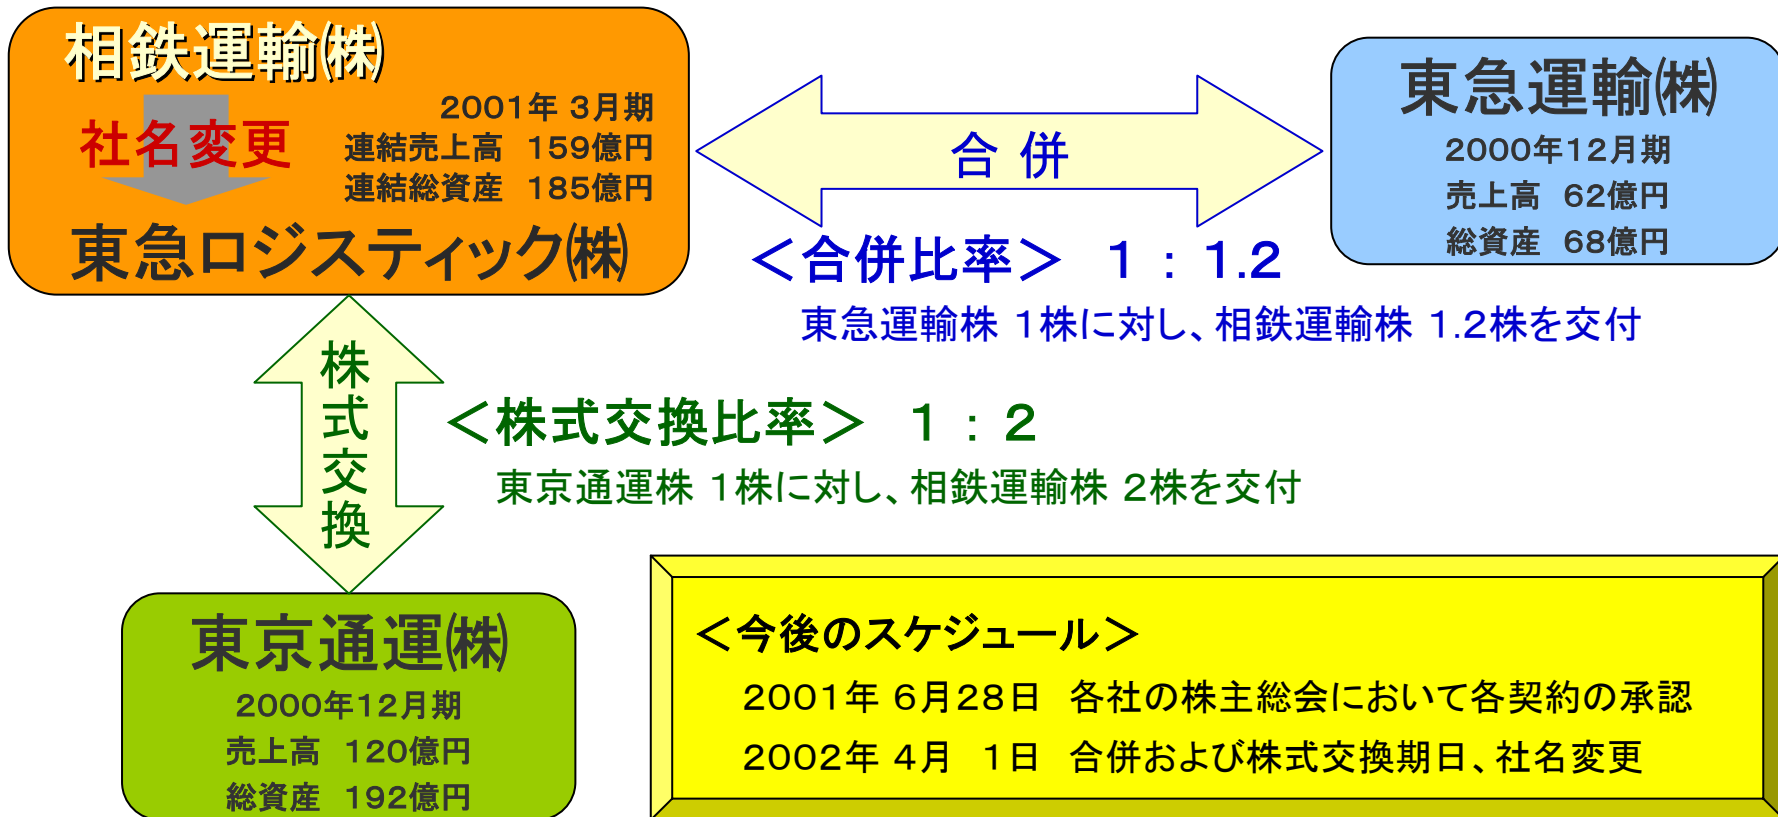 相鉄運輸㈱
社名変更
2001年 3月期
連結売上高 159億円
連結総資産 185億円
東急ロジスティック㈱
合 併
東急運輸㈱
2000年12月期
売上高 62億円
総資産 68億円
＜合併比率＞ 1 : 1.2
東急運輸株 1株に対し、相鉄運輸株 1.2株を交付
株式交換
＜株式交換比率＞ 1 : 2
東京通運株 1株に対し、相鉄運輸株 2株を交付
東京通運㈱
2000年12月期
売上高 120億円
総資産 192億円
＜今後のスケジュール＞
2001年 6月28日 各社の株主総会において各契約の承認
2002年 4月 1日 合併および株式交換期日、社名変更